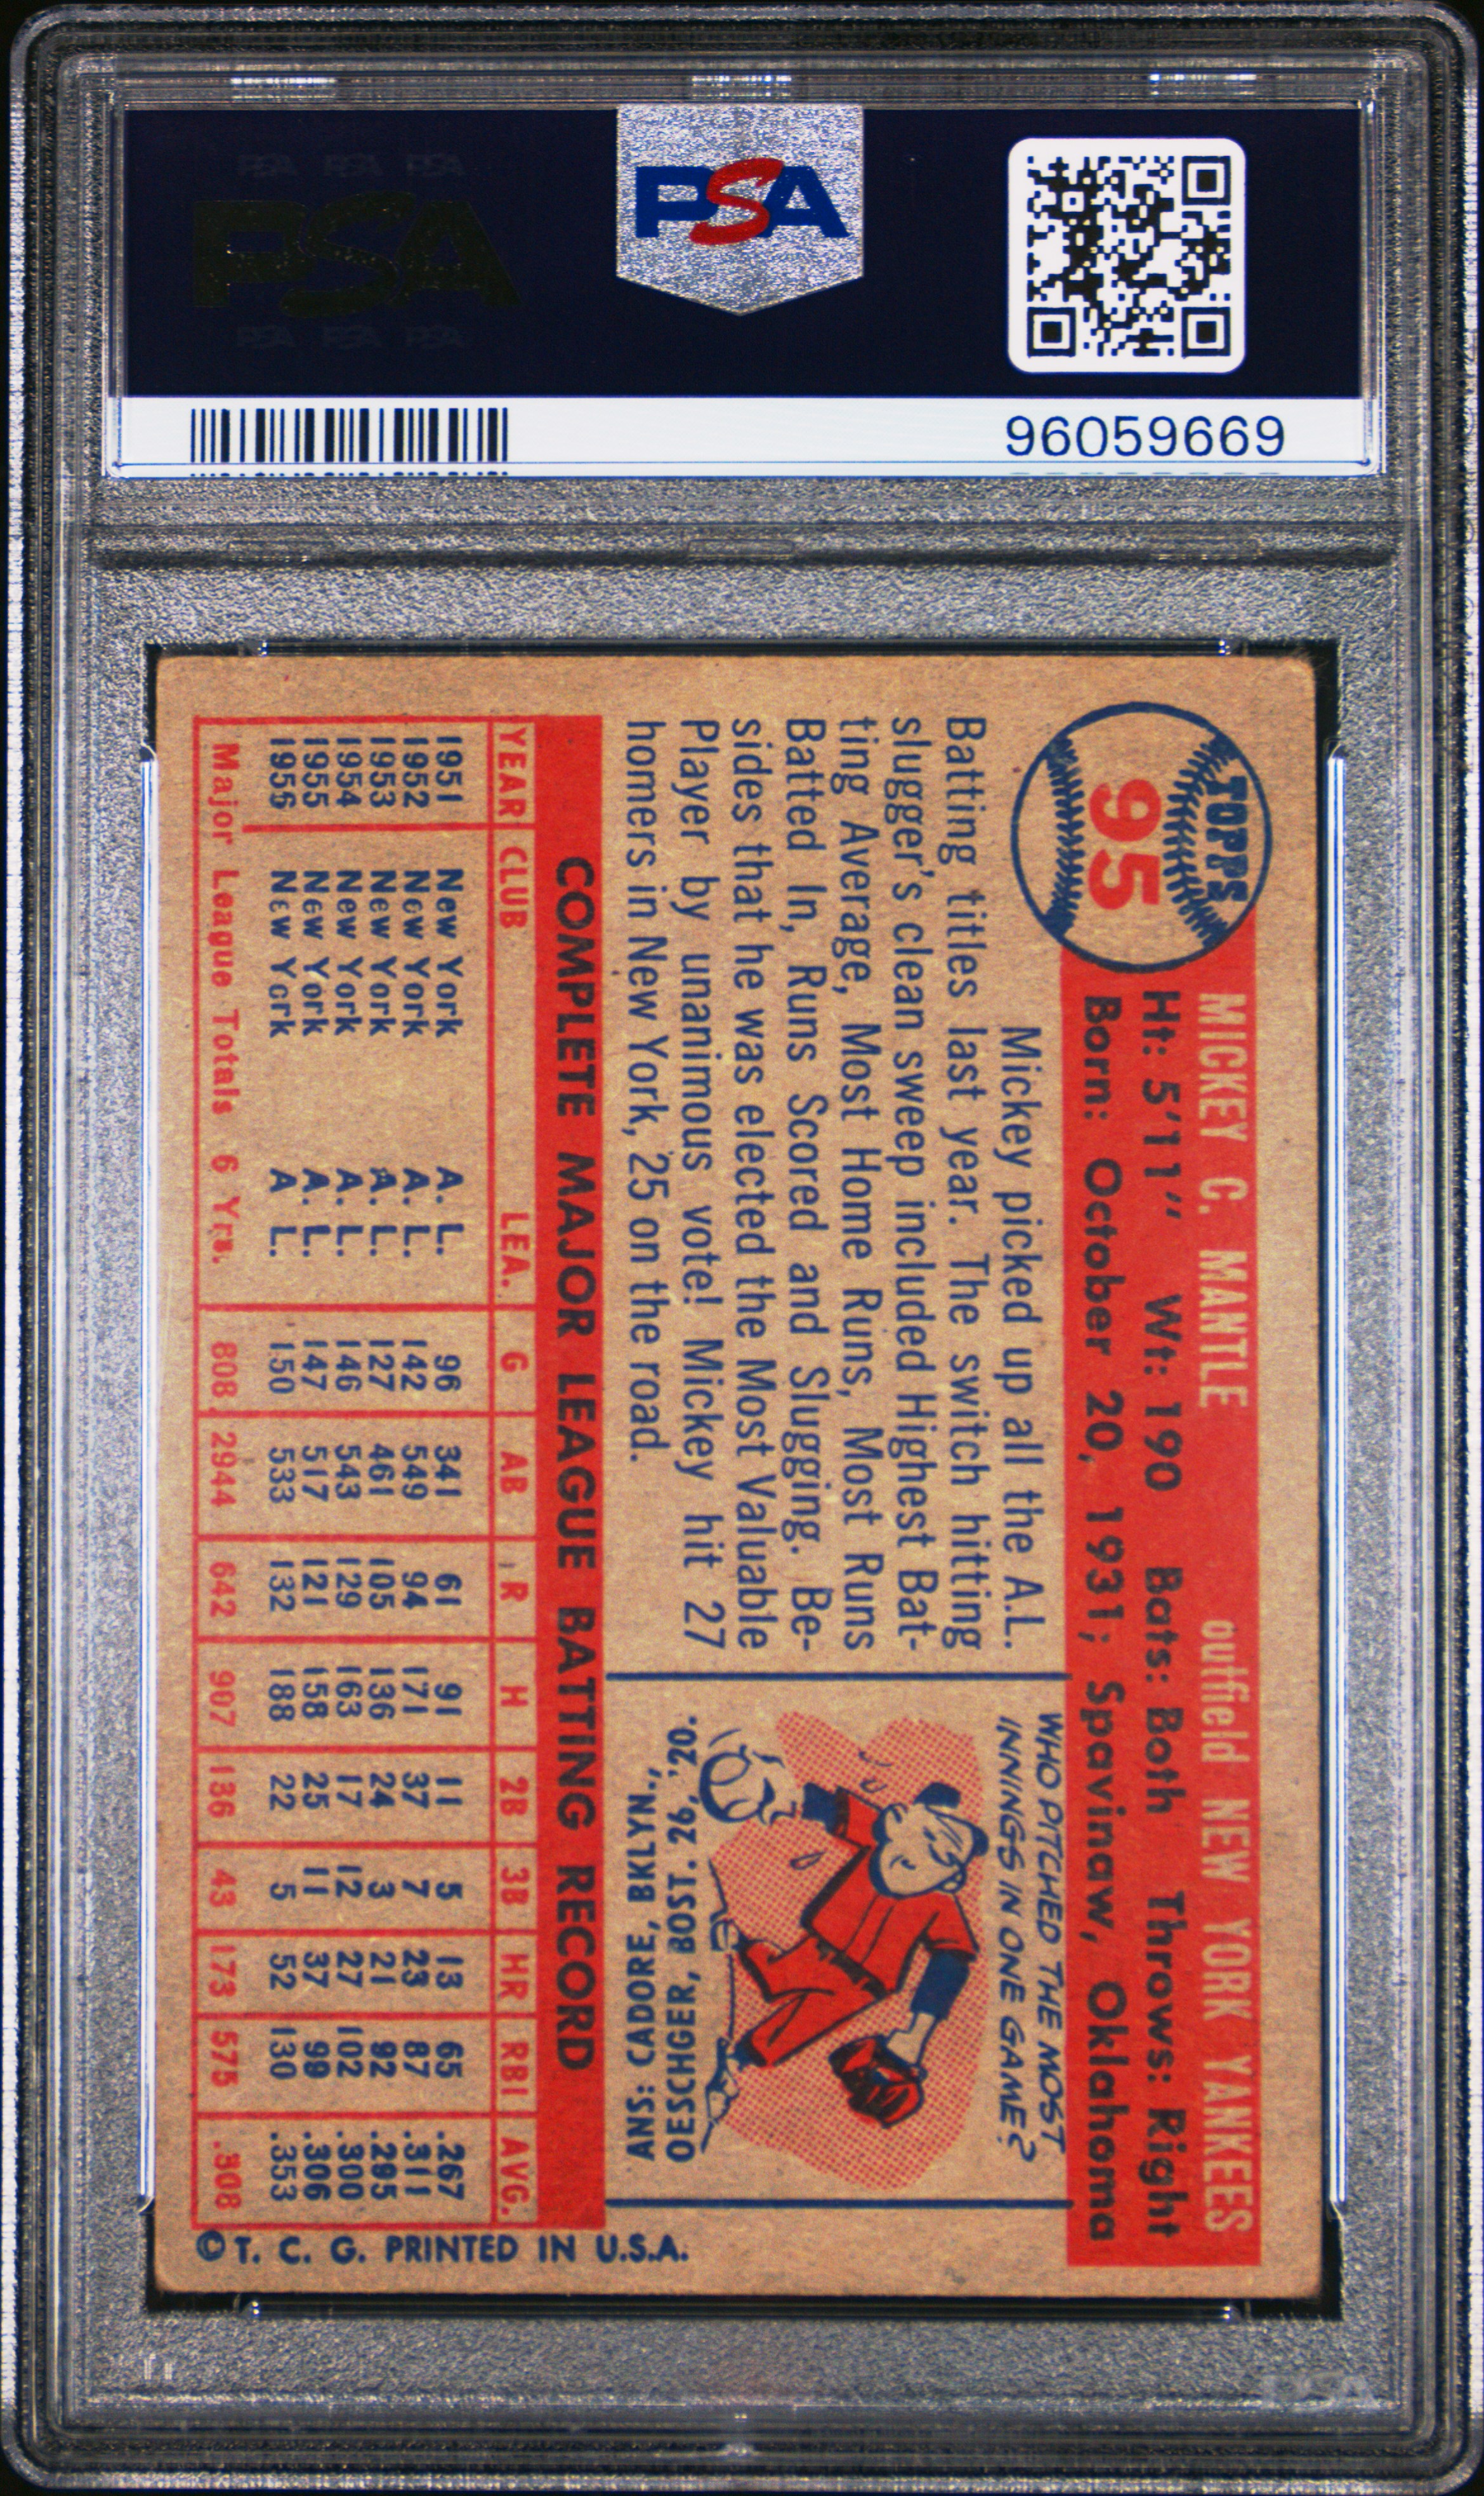 PSA PSA PSA
PSA
PSA PSA PSA
PSA
96059669
TOPPS
95
MICKEY C. MANTLE outfield NEW YORK YANKEES
Ht: 5'11" Wt: 190 Bats: Both Throws: Right
Born: October 20, 1931; Spavinaw, Oklahoma
Mickey picked up all the A.L.
Batting titles last year. The switch hitting
slugger's clean sweep included Highest Bat-
ting Average, Most Home Runs, Most Runs
Batted In, Runs Scored and Slugging. Be-
sides that he was elected the Most Valuable
Player by unanimous vote! Mickey hit 27
homers in New York, 25 on the road.
WHO PITCHED THE MOST
INNINGS IN ONE GAME?
ANS: CADORE, BKLYN.,
OESCHGER, BOST. 26, '20.
COMPLETE MAJOR LEAGUE BATTING RECORD
YEAR CLUB LEA. G AB R H 2B 3B HR RBI AVG.
1951 New York A. L. 96 341 61 91 11 5 13 65 .267
1952 New York A. L. 142 549 94 171 37 7 23 87 .311
1953 New York A. L. 127 461 105 136 24 3 21 92 .295
1954 New York A. L. 146 543 129 163 17 12 27 102 .300
1955 New York A. L. 147 517 121 158 25 11 37 99 .306
1956 New York A L. 150 533 132 188 22 5 52 130 .353
Major League Totals 6 Yrs. 808 2944 642 907 136 43 173 575 .308
© T. C. G. PRINTED IN U.S.A.
PSA